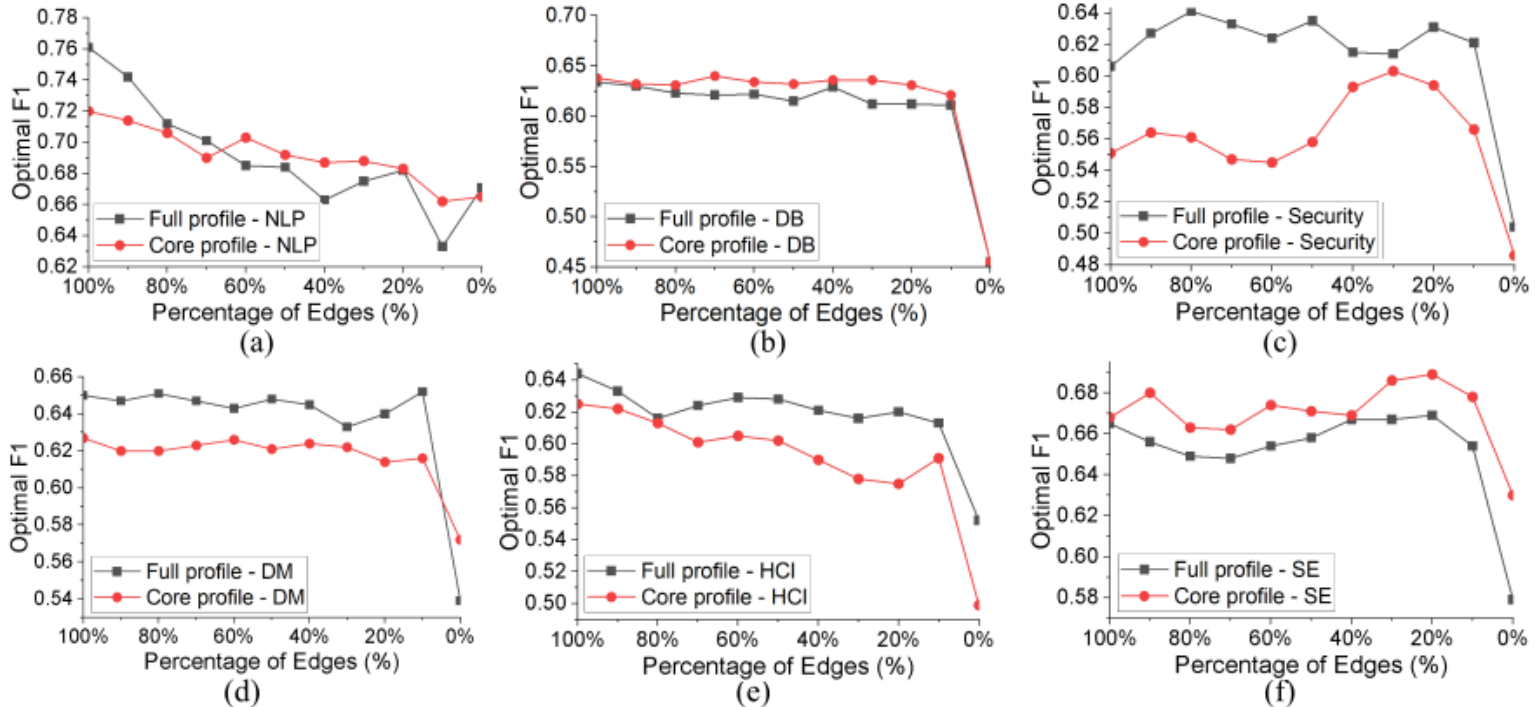 0.78
0.76
0.74
0.72
0.70
0.68
0.66
0.64
0.62
Optimal F1
Full profile - NLP
Core profile - NLP
100% 80% 60% 40% 20% 0%
Percentage of Edges (%)
(a)
0.70
0.65
0.60
0.55
0.50
0.45
Optimal F1
Full profile - DB
Core profile - DB
100% 80% 60% 40% 20% 0%
Percentage of Edges (%)
(b)
0.64
0.62
0.60
0.58
0.56
0.54
0.52
0.50
0.48
Optimal F1
Full profile - Security
Core profile - Security
100% 80% 60% 40% 20% 0%
Percentage of Edges (%)
(c)
0.66
0.64
0.62
0.60
0.58
0.56
0.54
Optimal F1
Full profile - DM
Core profile - DM
100% 80% 60% 40% 20% 0%
Percentage of Edges (%)
(d)
0.64
0.62
0.60
0.58
0.56
0.54
0.52
0.50
Optimal F1
Full profile - HCI
Core profile - HCI
100% 80% 60% 40% 20% 0%
Percentage of Edges (%)
(e)
0.68
0.66
0.64
0.62
0.60
0.58
Optimal F1
Full profile - SE
Core profile - SE
100% 80% 60% 40% 20% 0%
Percentage of Edges (%)
(f)